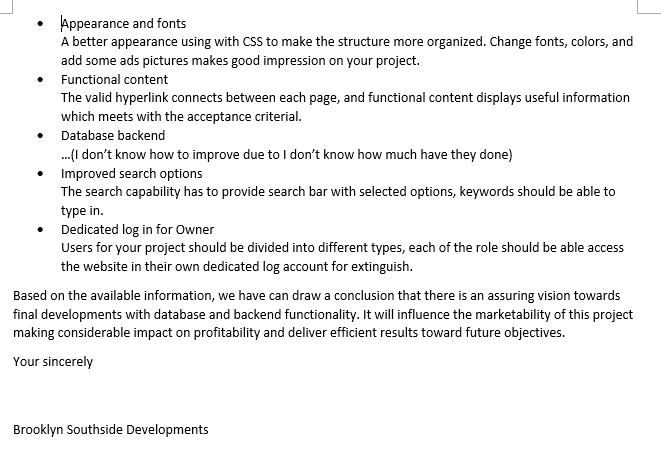 • Appearance and fonts
A better appearance using with CSS to make the structure more organized. Change fonts, colors, and
add some ads pictures makes good impression on your project.
• Functional content
The valid hyperlink connects between each page, and functional content displays useful information
which meets with the acceptance criterial.
• Database backend
...(I don't know how to improve due to I don't know how much have they done)
• Improved search options
The search capability has to provide search bar with selected options, keywords should be able to
type in.
• Dedicated log in for Owner
Users for your project should be divided into different types, each of the role should be able access
the website in their own dedicated log account for extinguish.
Based on the available information, we have can draw a conclusion that there is an assuring vision towards
final developments with database and backend functionality. It will influence the marketability of this project
making considerable impact on profitability and deliver efficient results toward future objectives.
Your sincerely
Brooklyn Southside Developments